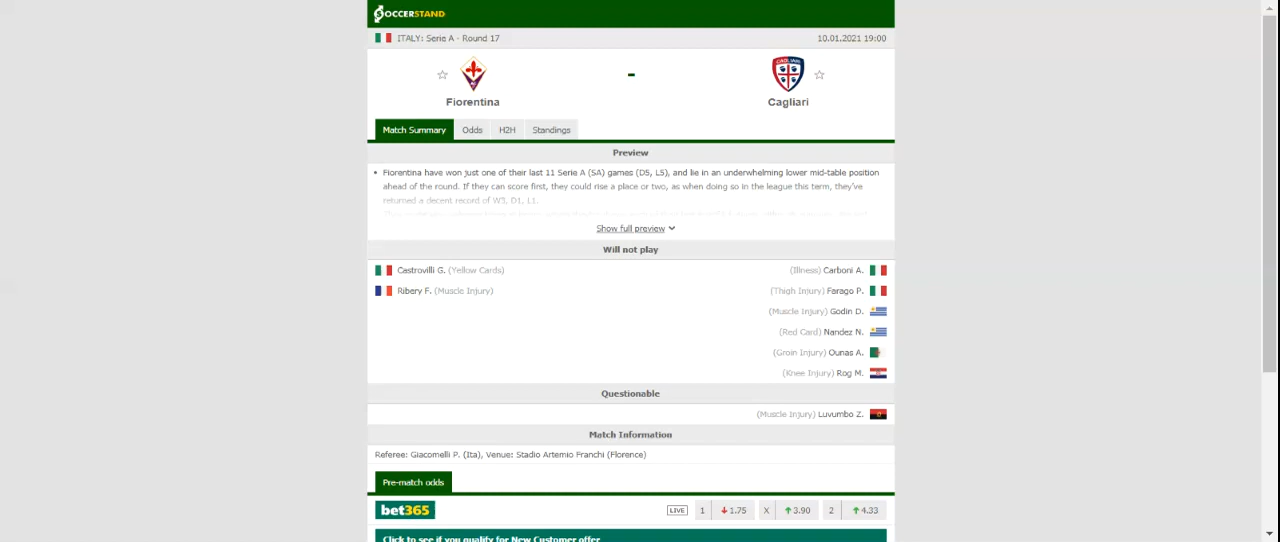 SOCCERSTAND
ITALY: Serie A - Round 17 10.01.2021 19:00
-
Fiorentina Cagliari
Match Summary Odds H2H Standings
Preview
• Fiorentina have won just one of their last 11 Serie A (SA) games (D5, L5), and lie in an underwhelming lower mid-table position
ahead of the round. If they can score first, they could rise a place or two, as when doing so in the league this term, they've
returned a decent record of W3, D1, L1.
Show full preview
Will not play
Castrovilli G. (Yellow Cards) (Illness) Carboni A.
Ribery F. (Muscle Injury) (Thigh Injury) Farago P.
(Muscle Injury) Godin D.
(Red Card) Nandez N.
(Groin Injury) Ounas A.
(Knee Injury) Rog M.
Questionable
(Muscle Injury) Luvumbo Z.
Match Information
Referee: Giacomelli P. (Ita), Venue: Stadio Artemio Franchi (Florence)
Pre-match odds
bet365 LIVE 1 1.75 X 3.90 2 4.33
Click to see if you qualify for New Customer offer